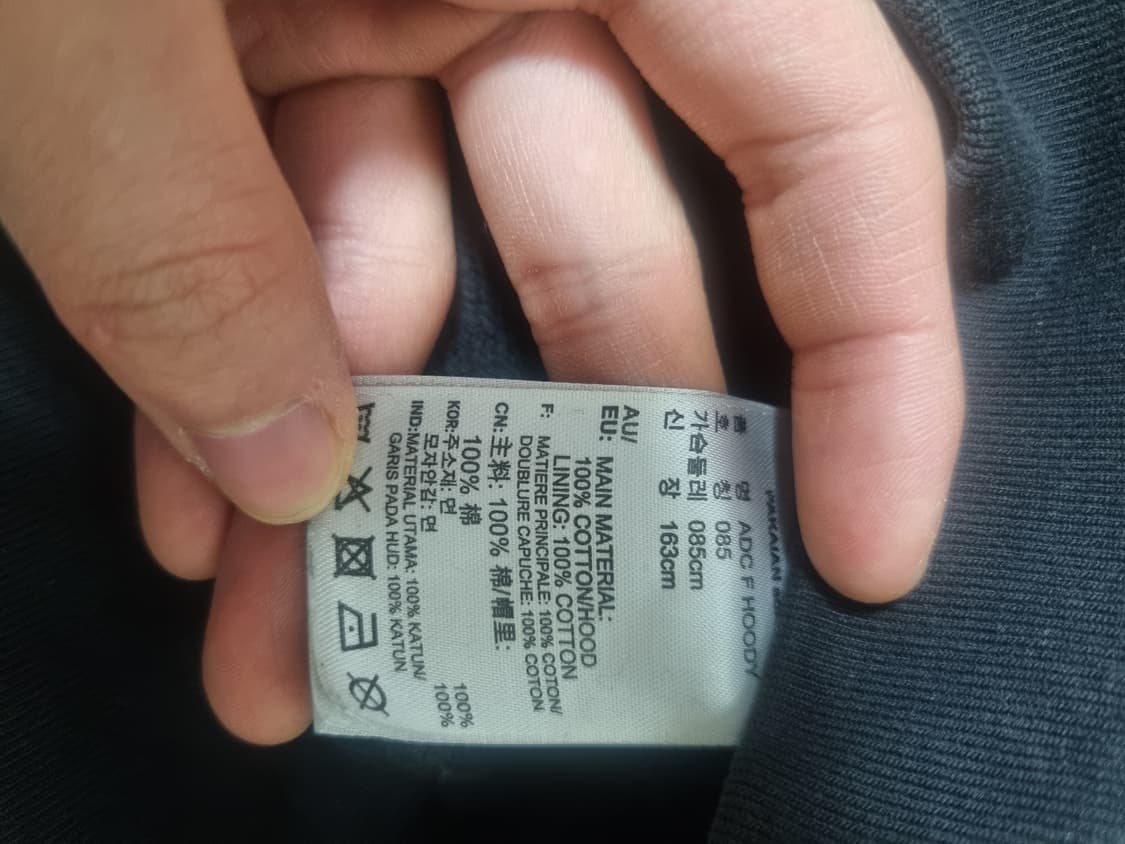 PAKAIAN
품 명 ADC F HOODY
호 칭 085
가슴둘레 085cm
신 장 163cm
AU/
EU: MAIN MATERIAL:
100% COTTON/HOOD
LINING: 100% COTTON
F: MATIERE PRINCIPALE: 100% COTON/
DOUBLURE CAPUCHE: 100% COTON
CN: 主料: 100% 棉/帽里:
100% 棉
KOR: 주소재: 면 100%
모자안감: 면 100%
IND:MATERIAL UTAMA: 100% KATUN/
GARIS PADA HUD: 100% KATUN